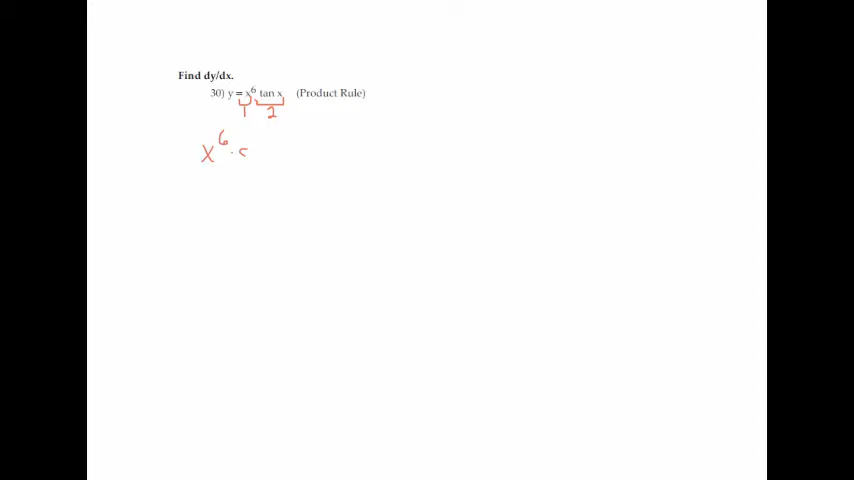 Find dy/dx.
30) y = x⁶ tan x (Product Rule)
1 2
x⁶ ·